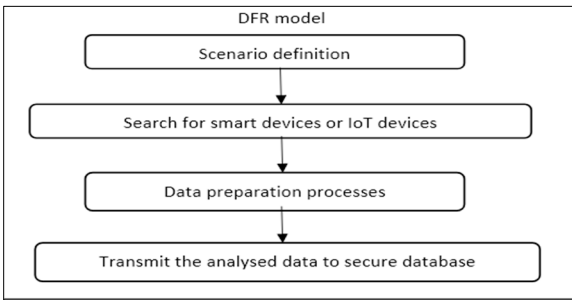 DFR model
Scenario definition
Search for smart devices or IoT devices
Data preparation processes
Transmit the analysed data to secure database